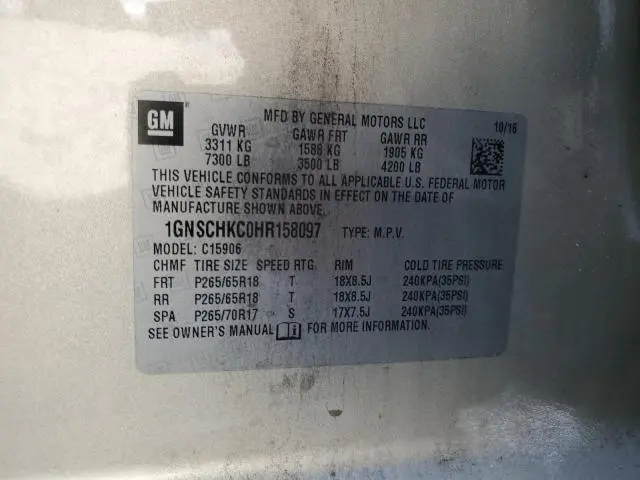 GM
MFD BY GENERAL MOTORS LLC 10/16
GVWR GAWR FRT GAWR RR
3311 KG 1588 KG 1905 KG
7300 LB 3500 LB 4200 LB
THIS VEHICLE CONFORMS TO ALL APPLICABLE U.S. FEDERAL MOTOR
VEHICLE SAFETY STANDARDS IN EFFECT ON THE DATE OF
MANUFACTURE SHOWN ABOVE.
1GNSCHKC0HR158097 TYPE: M.P.V.
MODEL: C15906
CHMF TIRE SIZE SPEED RTG RIM COLD TIRE PRESSURE
FRT P265/65R18 T 18X8.5J 240KPA(35PSI)
RR P265/65R18 T 18X8.5J 240KPA(35PSI)
SPA P265/70R17 S 17X7.5J 240KPA(35PSI)
SEE OWNER'S MANUAL FOR MORE INFORMATION.